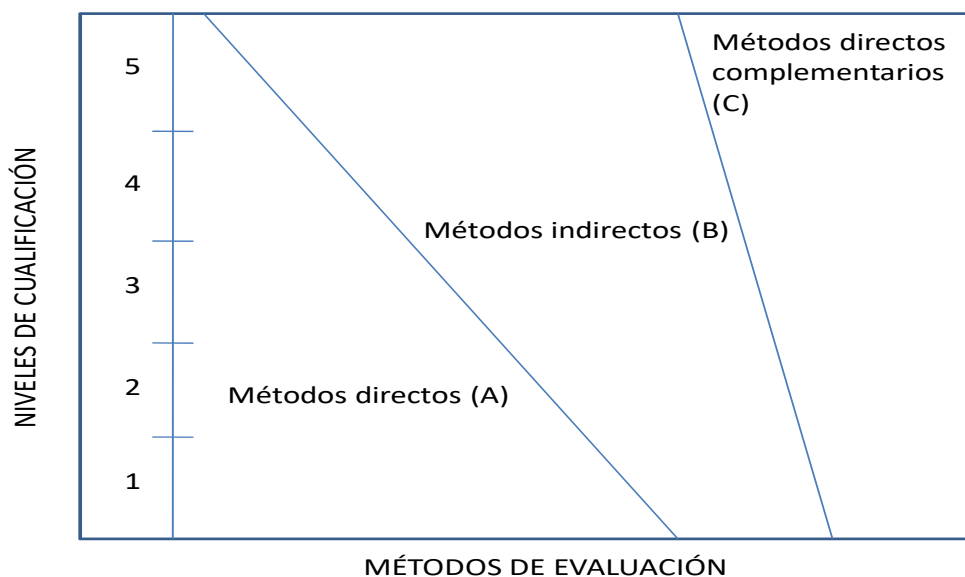 NIVELES DE CUALIFICACIÓN
5
4
3
2
1
Métodos directos
complementarios
(C)
Métodos indirectos (B)
Métodos directos (A)
MÉTODOS DE EVALUACIÓN